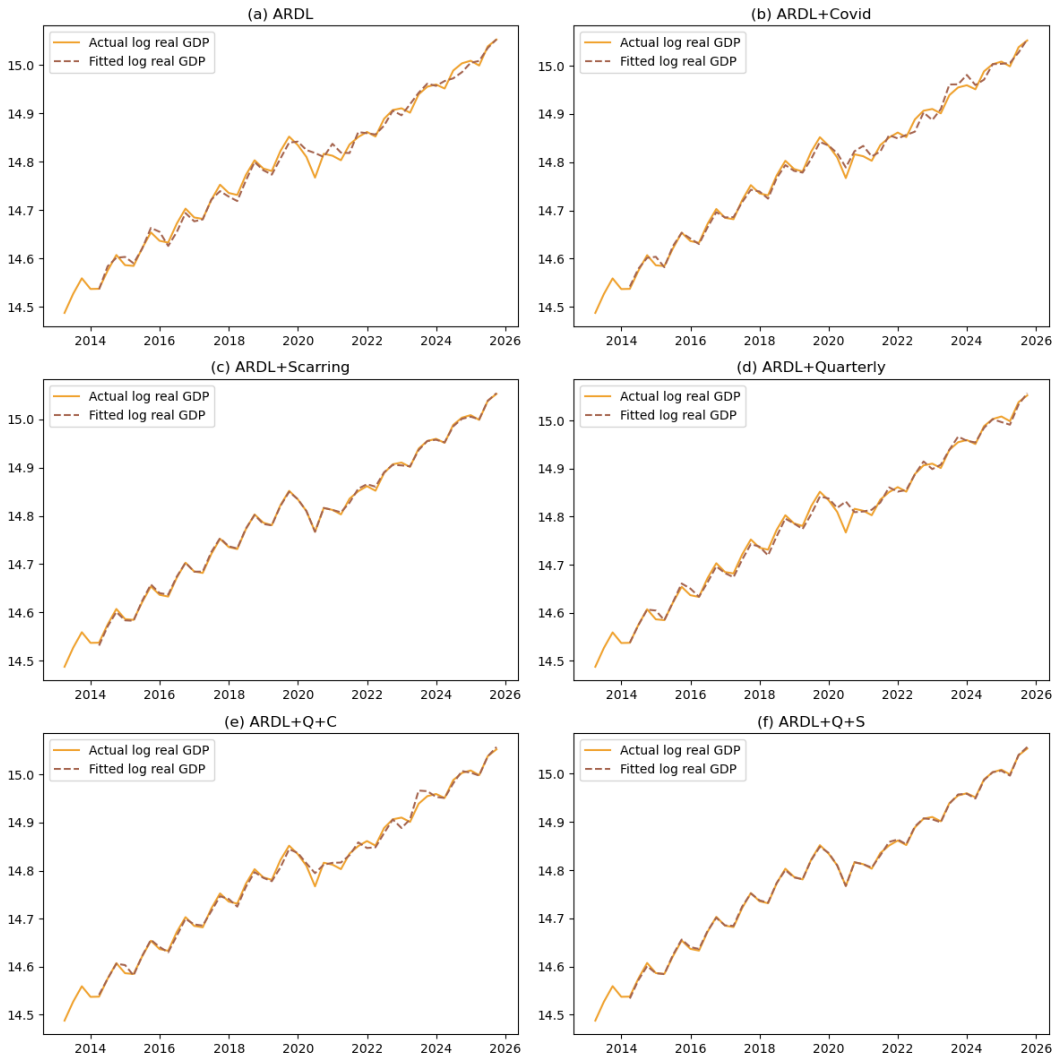 (a) ARDL
Actual log real GDP
Fitted log real GDP
15.0
14.9
14.8
14.7
14.6
14.5
2014 2016 2018 2020 2022 2024 2026
(b) ARDL+Covid
Actual log real GDP
Fitted log real GDP
15.0
14.9
14.8
14.7
14.6
14.5
2014 2016 2018 2020 2022 2024 2026
(c) ARDL+Scarring
Actual log real GDP
Fitted log real GDP
15.0
14.9
14.8
14.7
14.6
14.5
2014 2016 2018 2020 2022 2024 2026
(d) ARDL+Quarterly
Actual log real GDP
Fitted log real GDP
15.0
14.9
14.8
14.7
14.6
14.5
2014 2016 2018 2020 2022 2024 2026
(e) ARDL+Q+C
Actual log real GDP
Fitted log real GDP
15.0
14.9
14.8
14.7
14.6
14.5
2014 2016 2018 2020 2022 2024 2026
(f) ARDL+Q+S
Actual log real GDP
Fitted log real GDP
15.0
14.9
14.8
14.7
14.6
14.5
2014 2016 2018 2020 2022 2024 2026